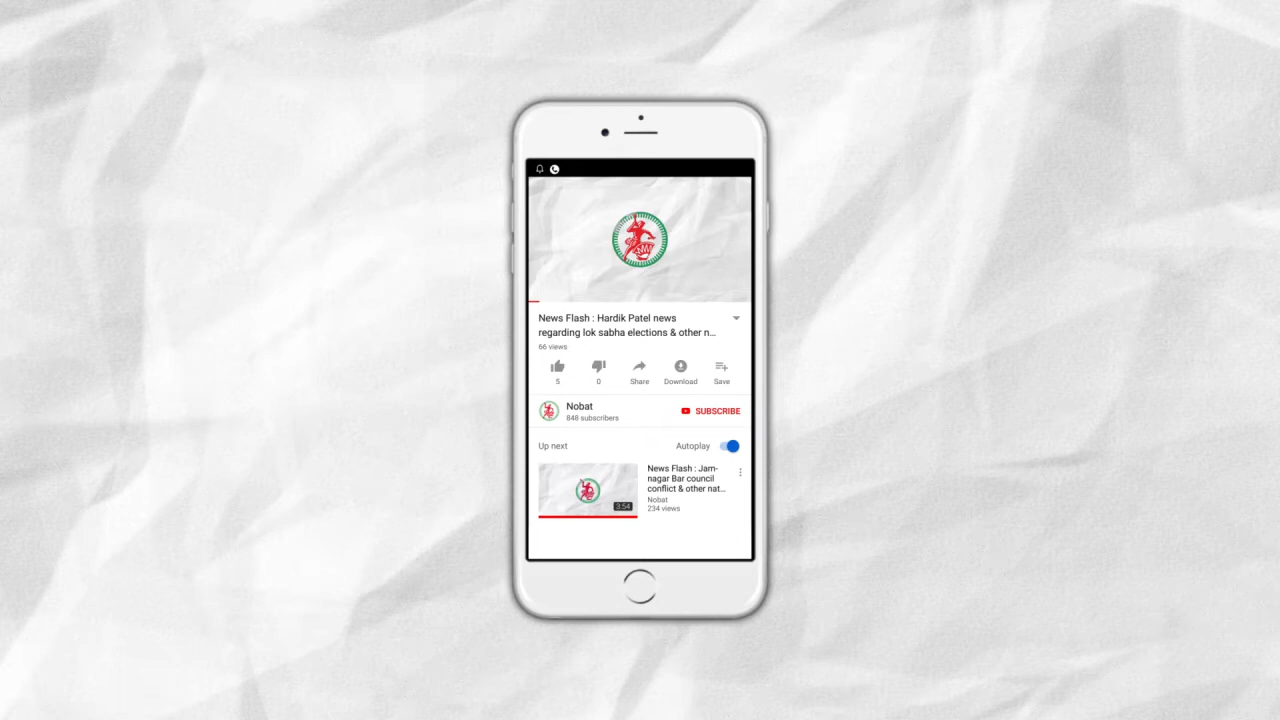 News Flash : Hardik Patel news
regarding lok sabha elections & other n...
66 views
5
0
Share
Download
Save
Nobat
848 subscribers
SUBSCRIBE
Up next
Autoplay
3:54
News Flash : Jam-
nagar Bar council
conflict & other nat...
Nobat
234 views